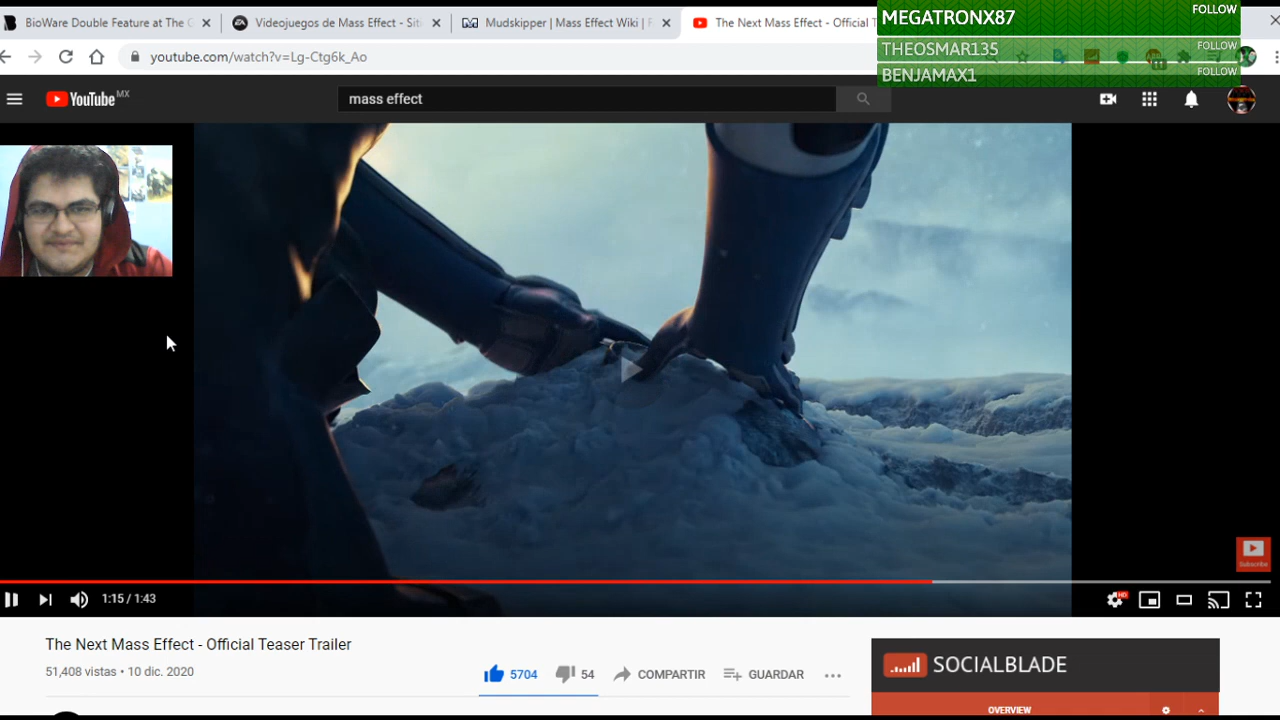 BioWare Double Feature at The G
Videojuegos de Mass Effect - Siti
Mudskipper | Mass Effect Wiki | F
The Next Mass Effect - Official T
MEGATRONX87 FOLLOW
THEOSMAR135 FOLLOW
BENJAMAX1 FOLLOW
youtube.com/watch?v=Lg-Ctg6k_Ao
11
YouTube MX
mass effect
Subscribe
1:15 / 1:43
HD
The Next Mass Effect - Official Teaser Trailer
51,408 vistas • 10 dic. 2020
5704 54 COMPARTIR GUARDAR
SOCIALBLADE
OVERVIEW